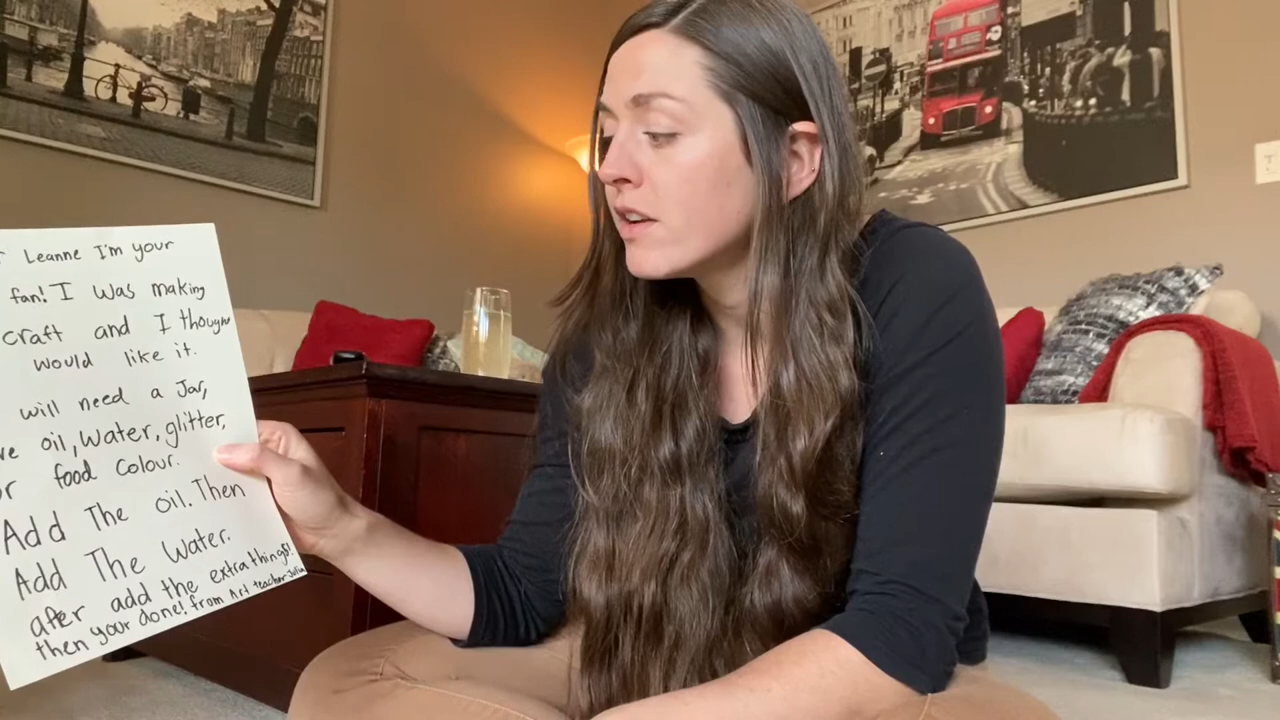 Leanne I'm your
fan! I was making
craft and I thought
would like it.
will need a Jar,
oil, water, glitter,
food Colour.
Add The oil. Then
Add The Water.
after add the extra things!
then your done! from Art teacher Julia